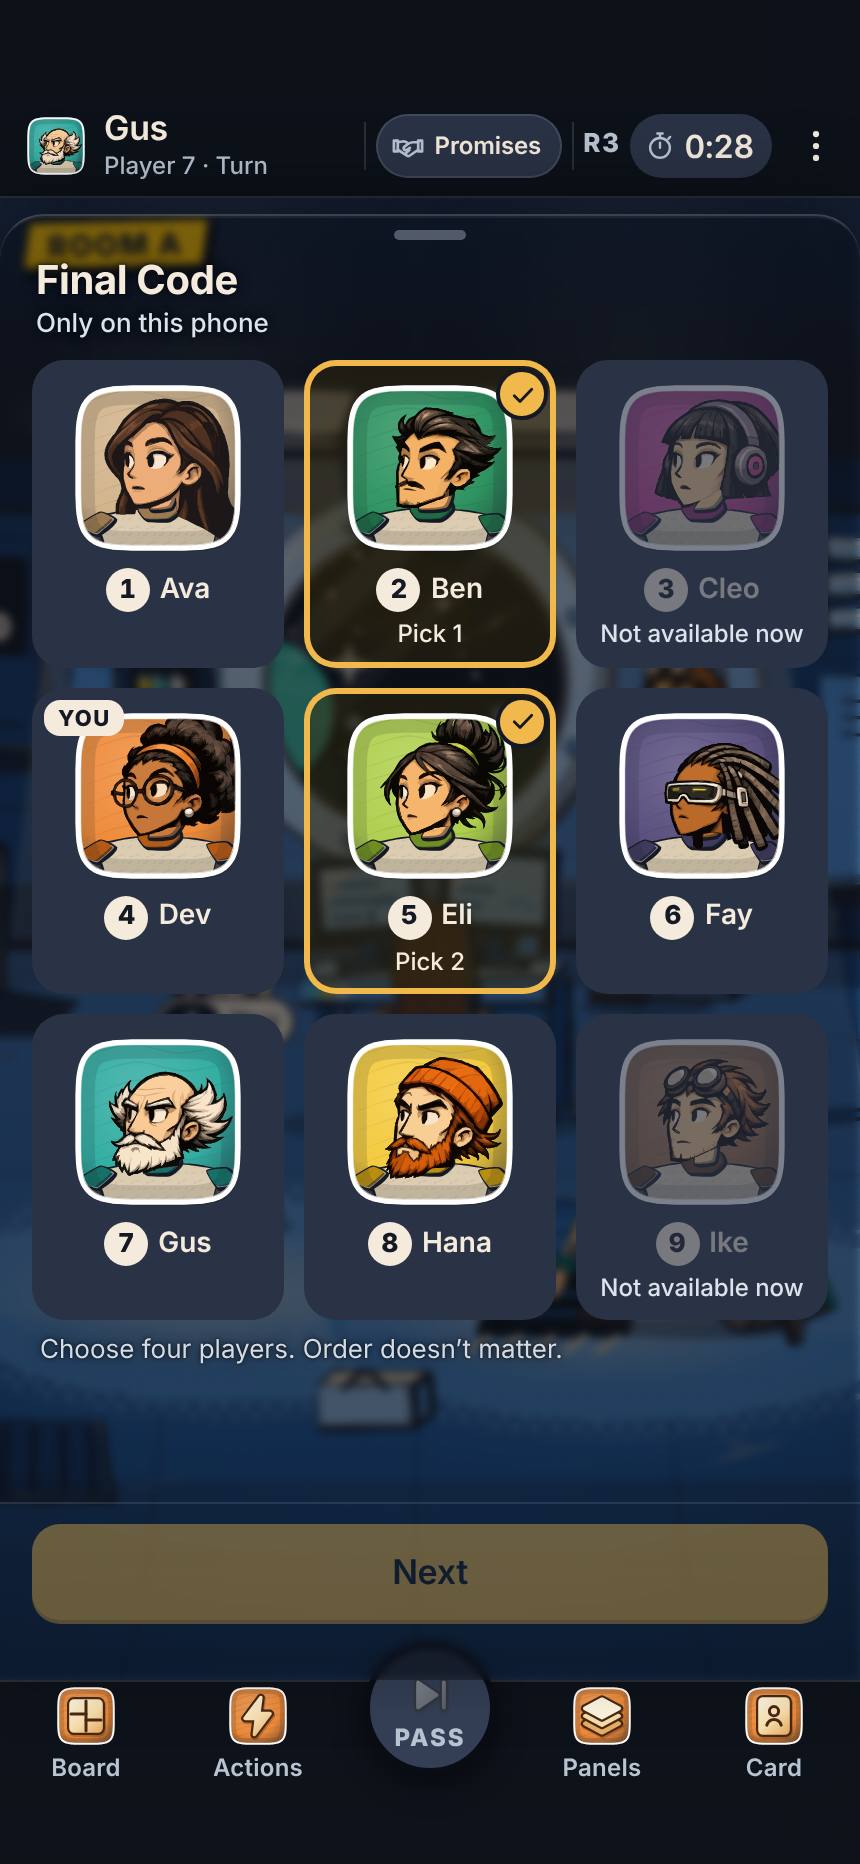 Gus
Player 7 · Turn
Promises
R3
0:28
ROOM A
Final Code
Only on this phone
1 Ava
2 Ben
Pick 1
3 Cleo
Not available now
YOU
4 Dev
5 Eli
Pick 2
6 Fay
7 Gus
8 Hana
9 Ike
Not available now
Choose four players. Order doesn’t matter.
Next
Board
Actions
PASS
Panels
Card